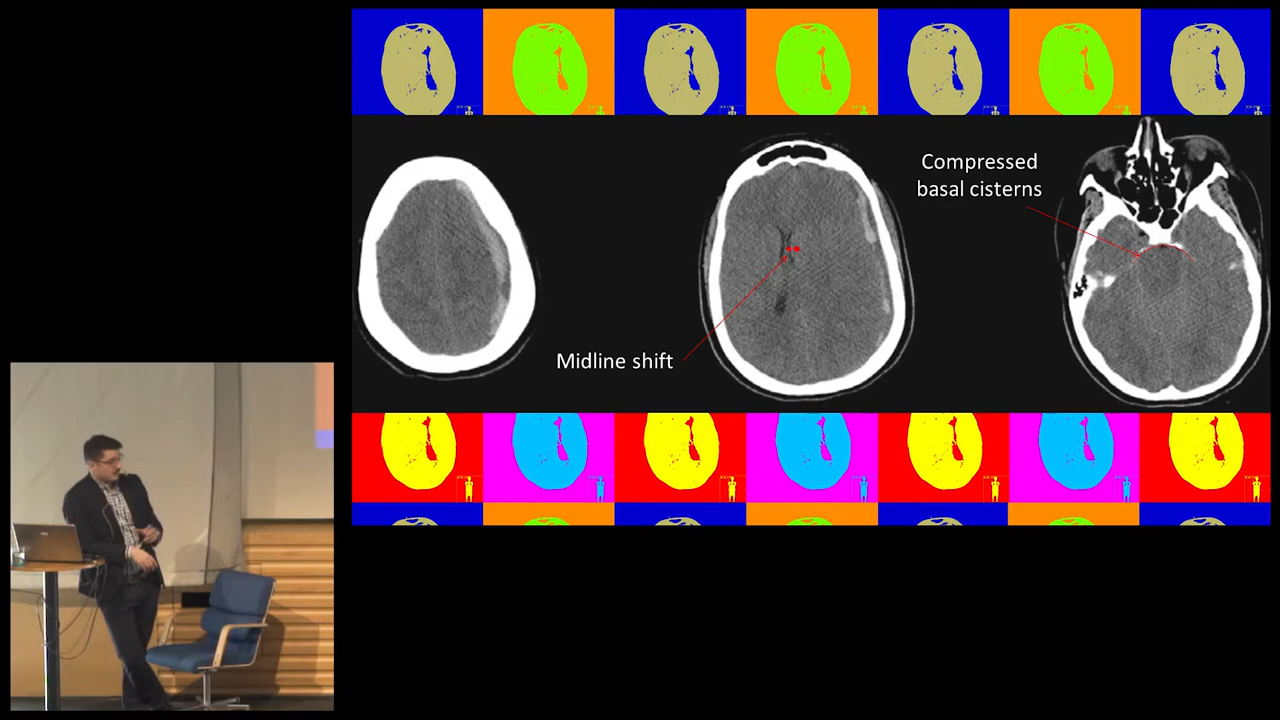 Compressed
basal cisterns
Midline shift